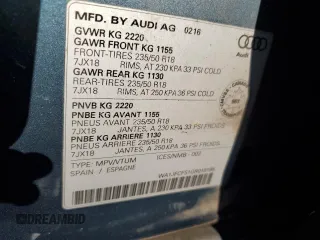 MFD. BY AUDI AG 0216
GVWR KG 2220
GAWR FRONT KG 1155
FRONT-TIRES 235/50 R18
7JX18 RIMS, AT 230 KPA 33 PSI COLD
GAWR REAR KG 1130
REAR-TIRES 235/50 R18
7JX18 RIMS, AT 250 KPA 36 PSI COLD
Audi
PNVB KG 2220
PNBE KG AVANT 1155
PNEUS AVANT 235/50 R18
7JX18 JANTES, A 230 KPA 33 PSI FROIDS
PNBE KG ARRIERE 1130
PNEUS ARRIERE 235/50 R18
7JX18 JANTES, A 250 KPA 36 PSI FROIDS
TYPE: MPV/VTUM ICES/NMB - 002
SPAIN / ESPAGNE
DREAMBID